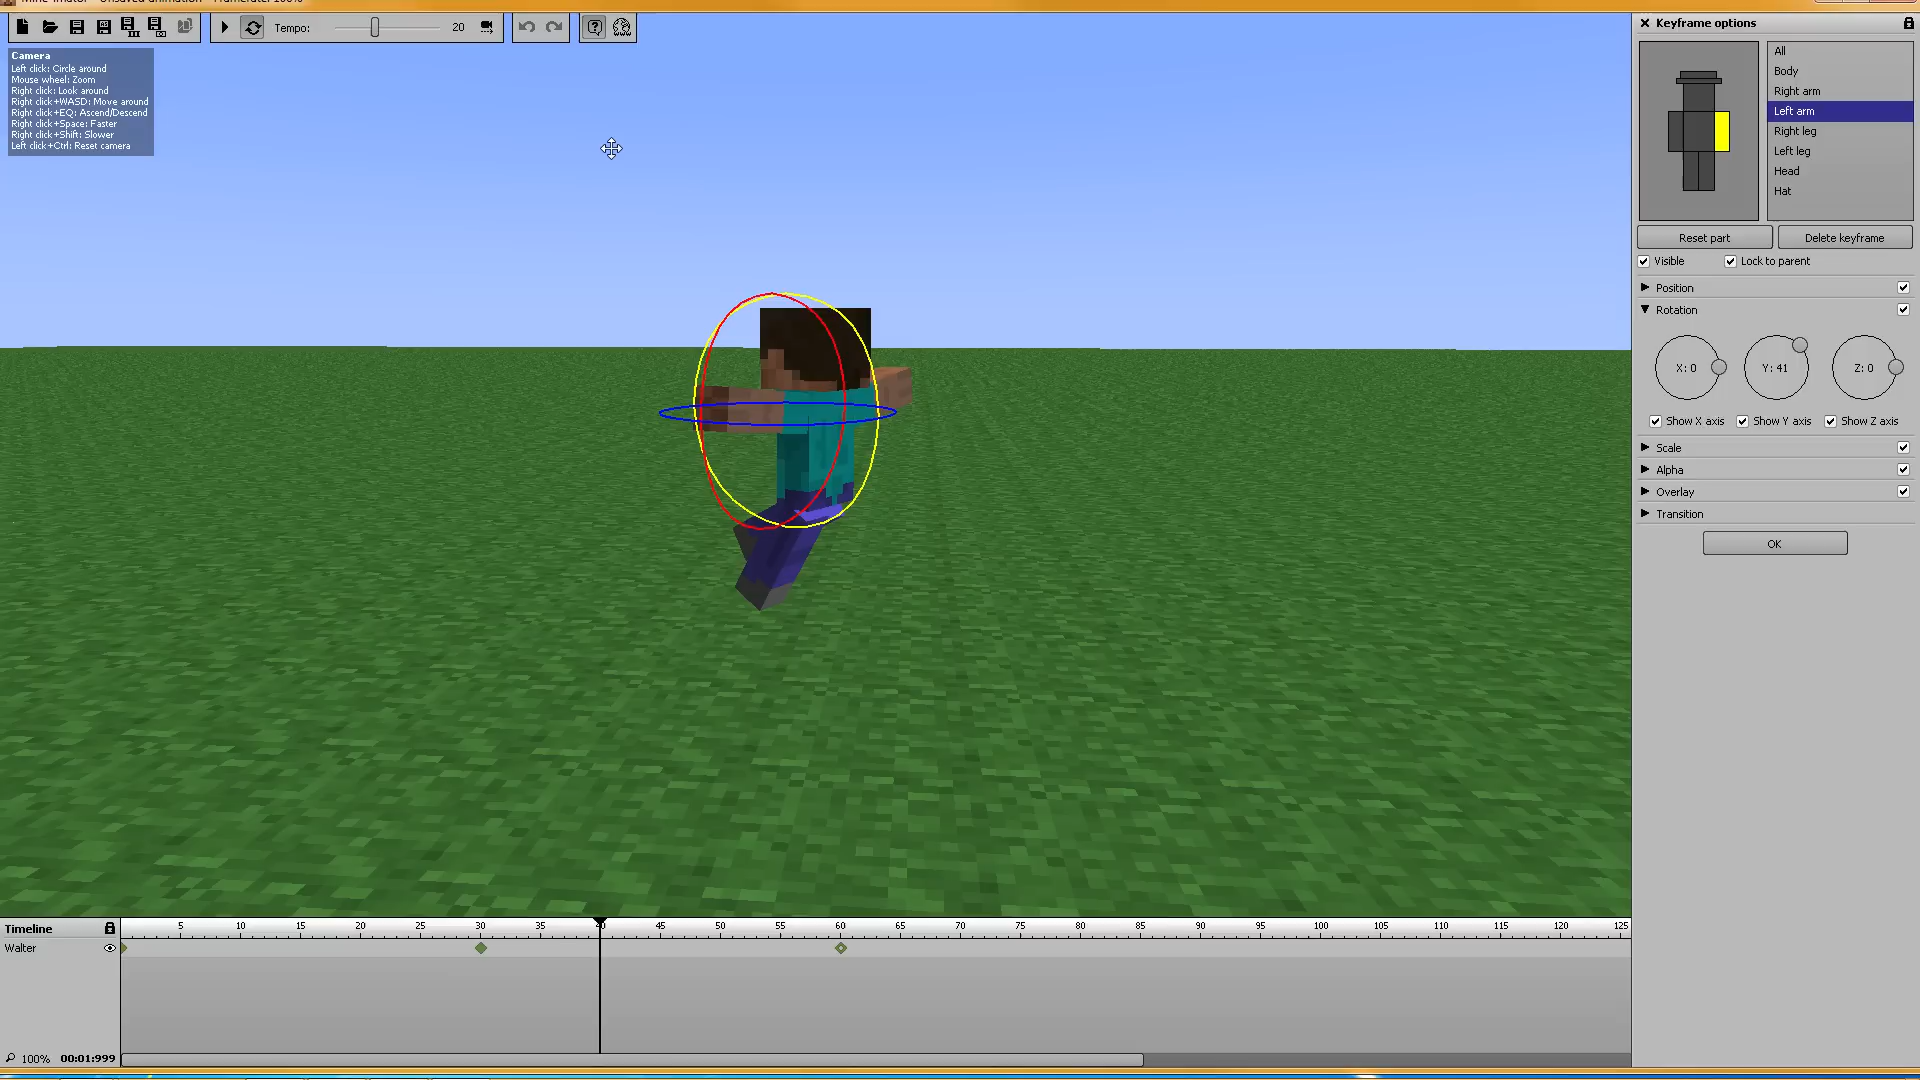 Tempo:
20
Camera
Left click: Circle around
Mouse wheel: Zoom
Right click: Look around
Right click+WASD: Move around
Right click+EQ: Ascend/Descend
Right click+Space: Faster
Right click+Shift: Slower
Left click+Ctrl: Reset camera
Keyframe options
All
Body
Right arm
Left arm
Right leg
Left leg
Head
Hat
Reset part
Delete keyframe
Visible
Lock to parent
Position
Rotation
X: 0
Y: 41
Z: 0
Show X axis
Show Y axis
Show Z axis
Scale
Alpha
Overlay
Transition
OK
Timeline
5 10 15 20 25 30 35 40 45 50 55 60 65 70 75 80 85 90 95 100 105 110 115 120 125
Walter
100% 00:01:999